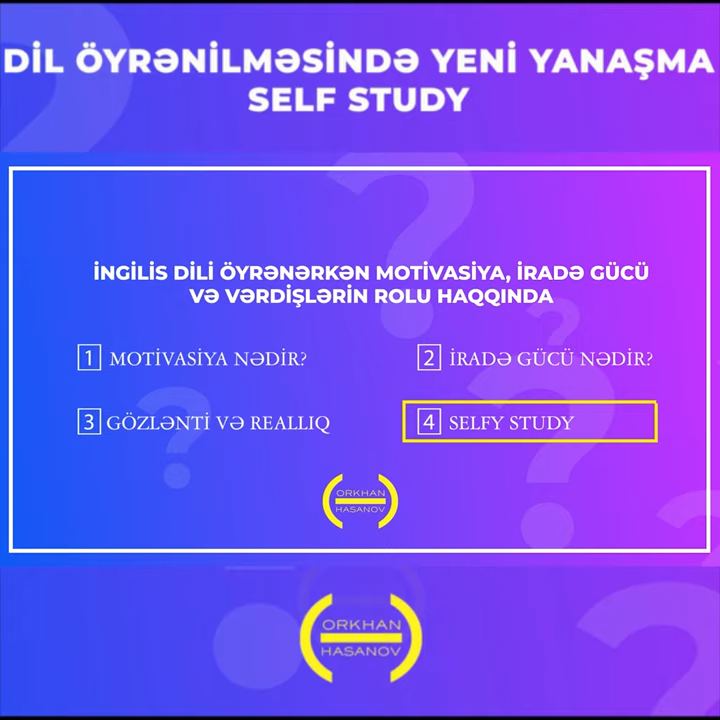 DİL ÖYRƏNİLMƏSİNDƏ YENİ YANAŞMA
SELF STUDY
İNGİLİS DİLİ ÖYRƏNƏRKƏN MOTİVASİYA, İRADƏ GÜCÜ
VƏ VƏRDİŞLƏRİN ROLU HAQQINDA
1 MOTİVASİYA NƏDİR?
2 İRADƏ GÜCÜ NƏDİR?
3 GÖZLƏNTİ VƏ REALLIQ
4 SELFY STUDY
ORKHAN
HASANOV
ORKHAN
HASANOV